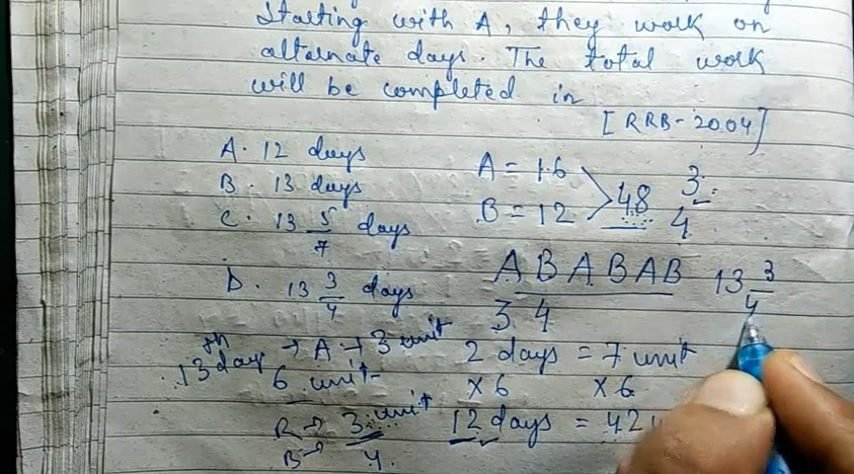 Starting with A, they work on
alternate days. The total work
will be completed in
[RRB-2004]
A. 12 days
B. 13 days
C. 13 5/7 days
D. 13 3/4 days
A = 16
B = 12
48
3
4
A B A B A B
3 4
13 3/4
2 days = 7 unit
×6 ×6
12 days = 42
13th day → A → 3 unit
6 unit
R → 3 unit
B → 4